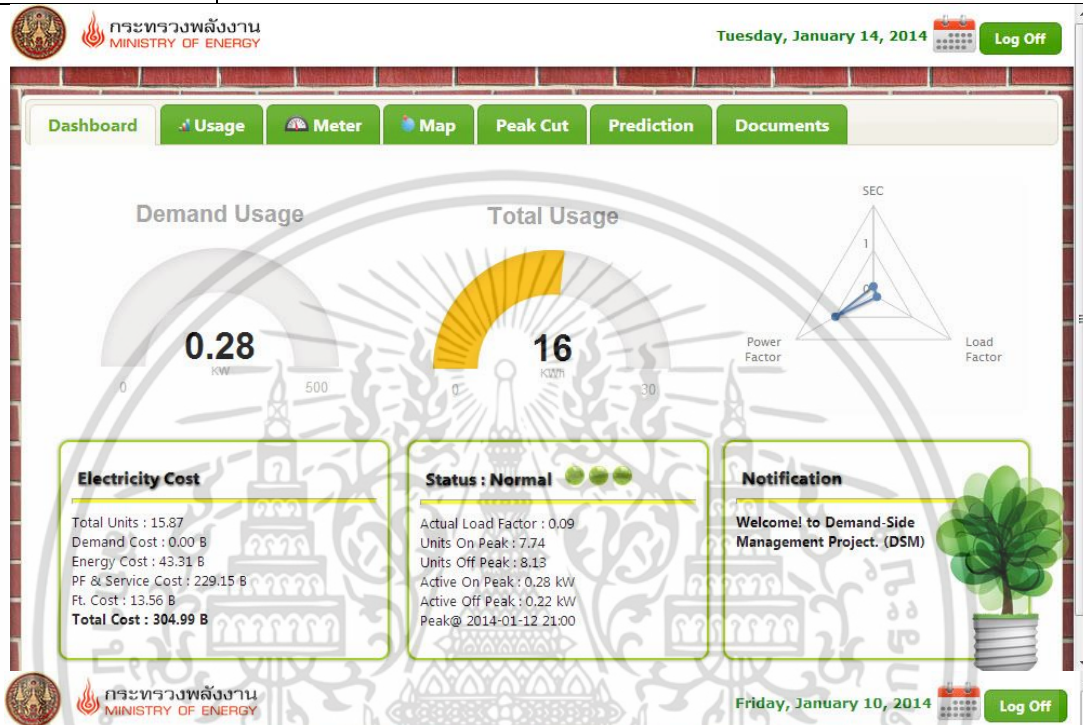 กระทรวงพลังงาน
MINISTRY OF ENERGY
Tuesday, January 14, 2014
Log Off
Dashboard Usage Meter Map Peak Cut Prediction Documents
Demand Usage
0.28
KW
0 500
Total Usage
16
KWh
0 30
SEC
1
0
Power
Factor
Load
Factor
Electricity Cost
Total Units : 15.87
Demand Cost : 0.00 B
Energy Cost : 43.31 B
PF & Service Cost : 229.15 B
Ft. Cost : 13.56 B
Total Cost : 304.99 B
Status : Normal
Actual Load Factor : 0.09
Units On Peak : 7.74
Units Off Peak : 8.13
Active On Peak : 0.28 kW
Active Off Peak : 0.22 kW
Peak@ 2014-01-12 21:00
Notification
Welcome! to Demand-Side
Management Project. (DSM)
กระทรวงพลังงาน
MINISTRY OF ENERGY
Friday, January 10, 2014
Log Off